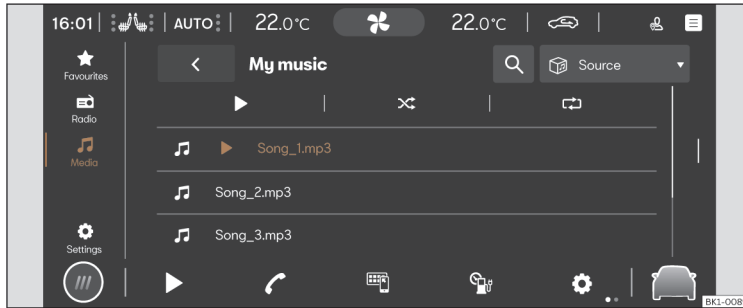 16:01 AUTO 22.0°C 22.0°C
Favourites
My music
Source
Radio
Media
Song_1.mp3
Song_2.mp3
Song_3.mp3
Settings
BK1-008